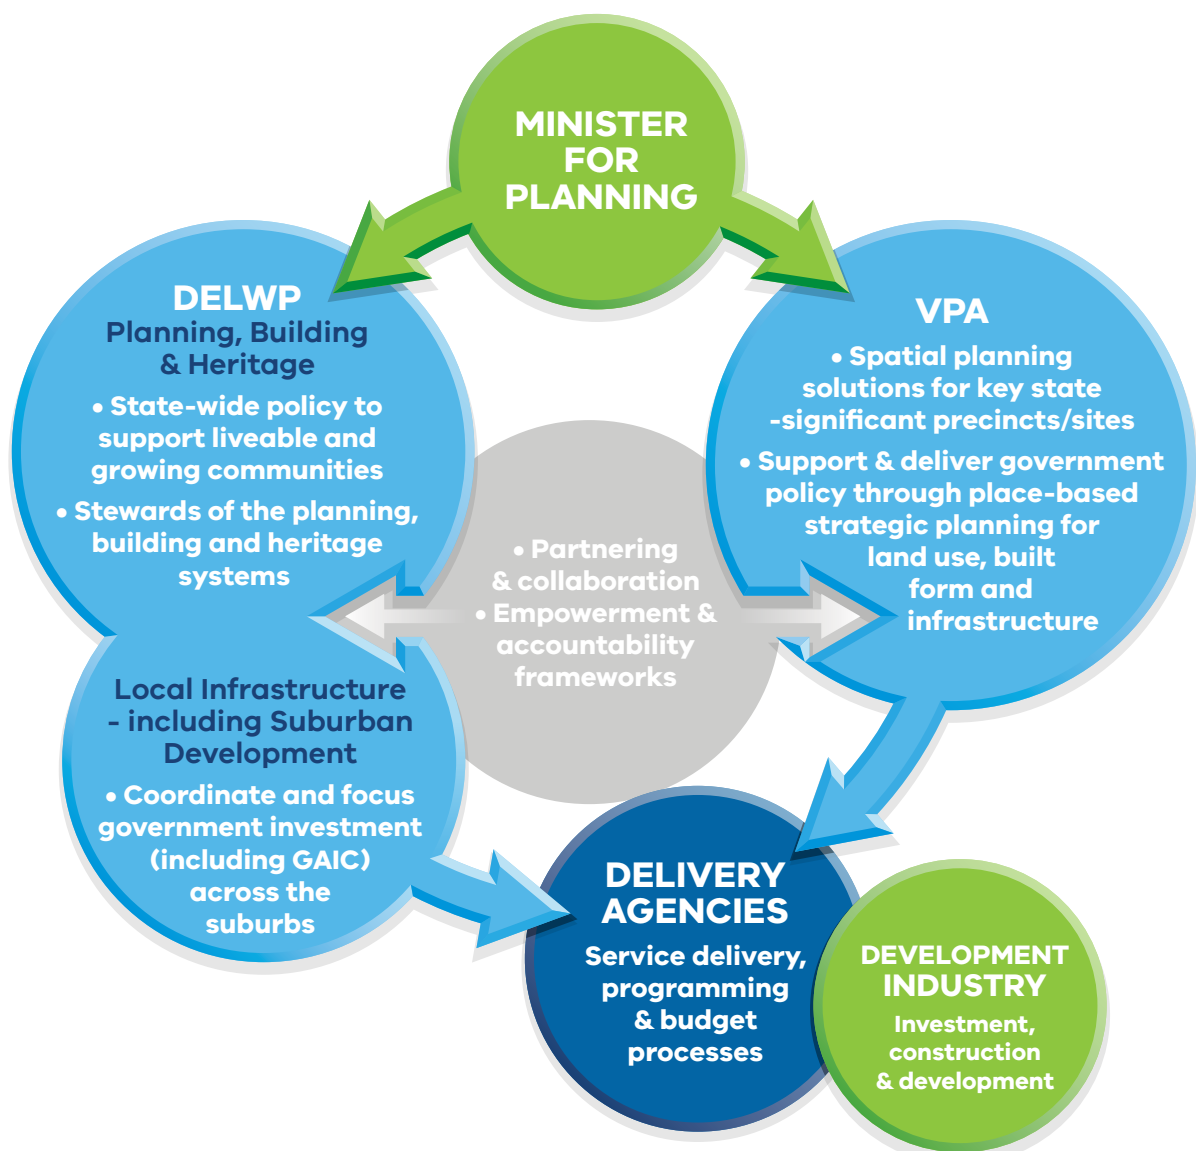 MINISTER
FOR
PLANNING
DELWP
Planning, Building
& Heritage
• State-wide policy to
support liveable and
growing communities
• Stewards of the planning,
building and heritage
systems
VPA
• Spatial planning
solutions for key state
-significant precincts/sites
• Support & deliver government
policy through place-based
strategic planning for
land use, built
form and
infrastructure
• Partnering
& collaboration
• Empowerment &
accountability
frameworks
Local Infrastructure
- including Suburban
Development
• Coordinate and focus
government investment
(including GAIC)
across the
suburbs
DELIVERY
AGENCIES
Service delivery,
programming
& budget
processes
DEVELOPMENT
INDUSTRY
Investment,
construction
& development